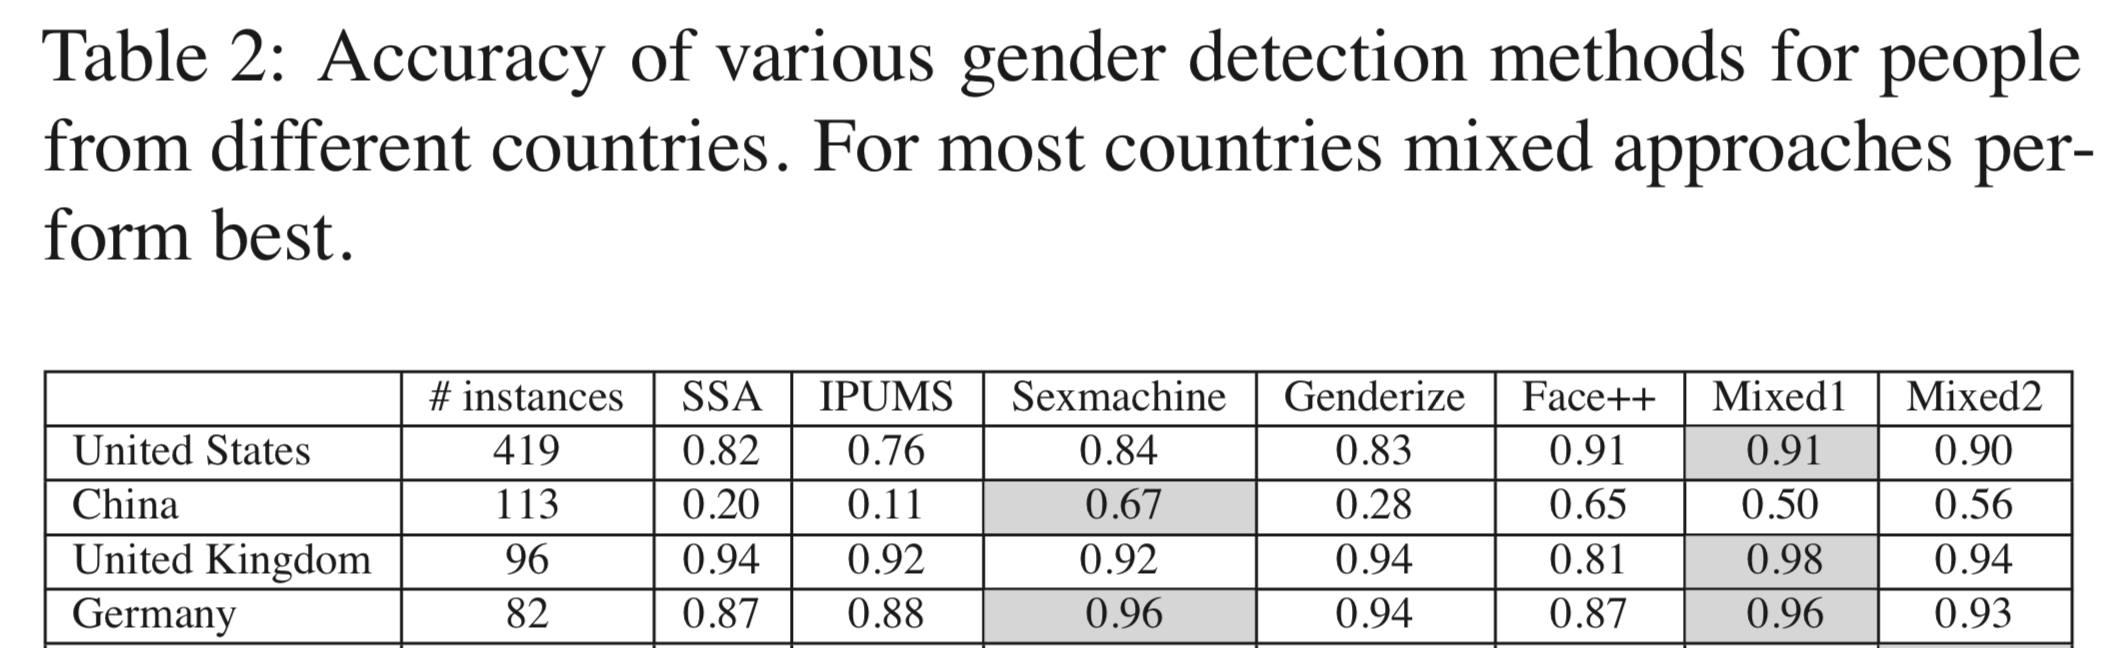 Table 2: Accuracy of various gender detection methods for people
from different countries. For most countries mixed approaches per-
form best.
# instances SSA IPUMS Sexmachine Genderize Face++ Mixed1 Mixed2
United States 419 0.82 0.76 0.84 0.83 0.91 0.91 0.90
China 113 0.20 0.11 0.67 0.28 0.65 0.50 0.56
United Kingdom 96 0.94 0.92 0.92 0.94 0.81 0.98 0.94
Germany 82 0.87 0.88 0.96 0.94 0.87 0.96 0.93